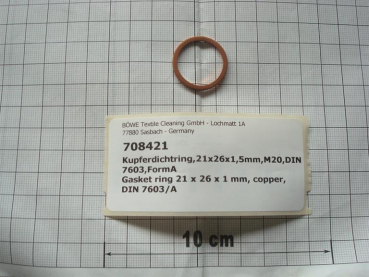 BÖWE Textile Cleaning GmbH - Lochmatt 1A
77880 Sasbach - Germany
708421
Kupferdichtring,21x26x1,5mm,M20,DIN
7603,FormA
Gasket ring 21 x 26 x 1 mm, copper,
DIN 7603/A
10 cm